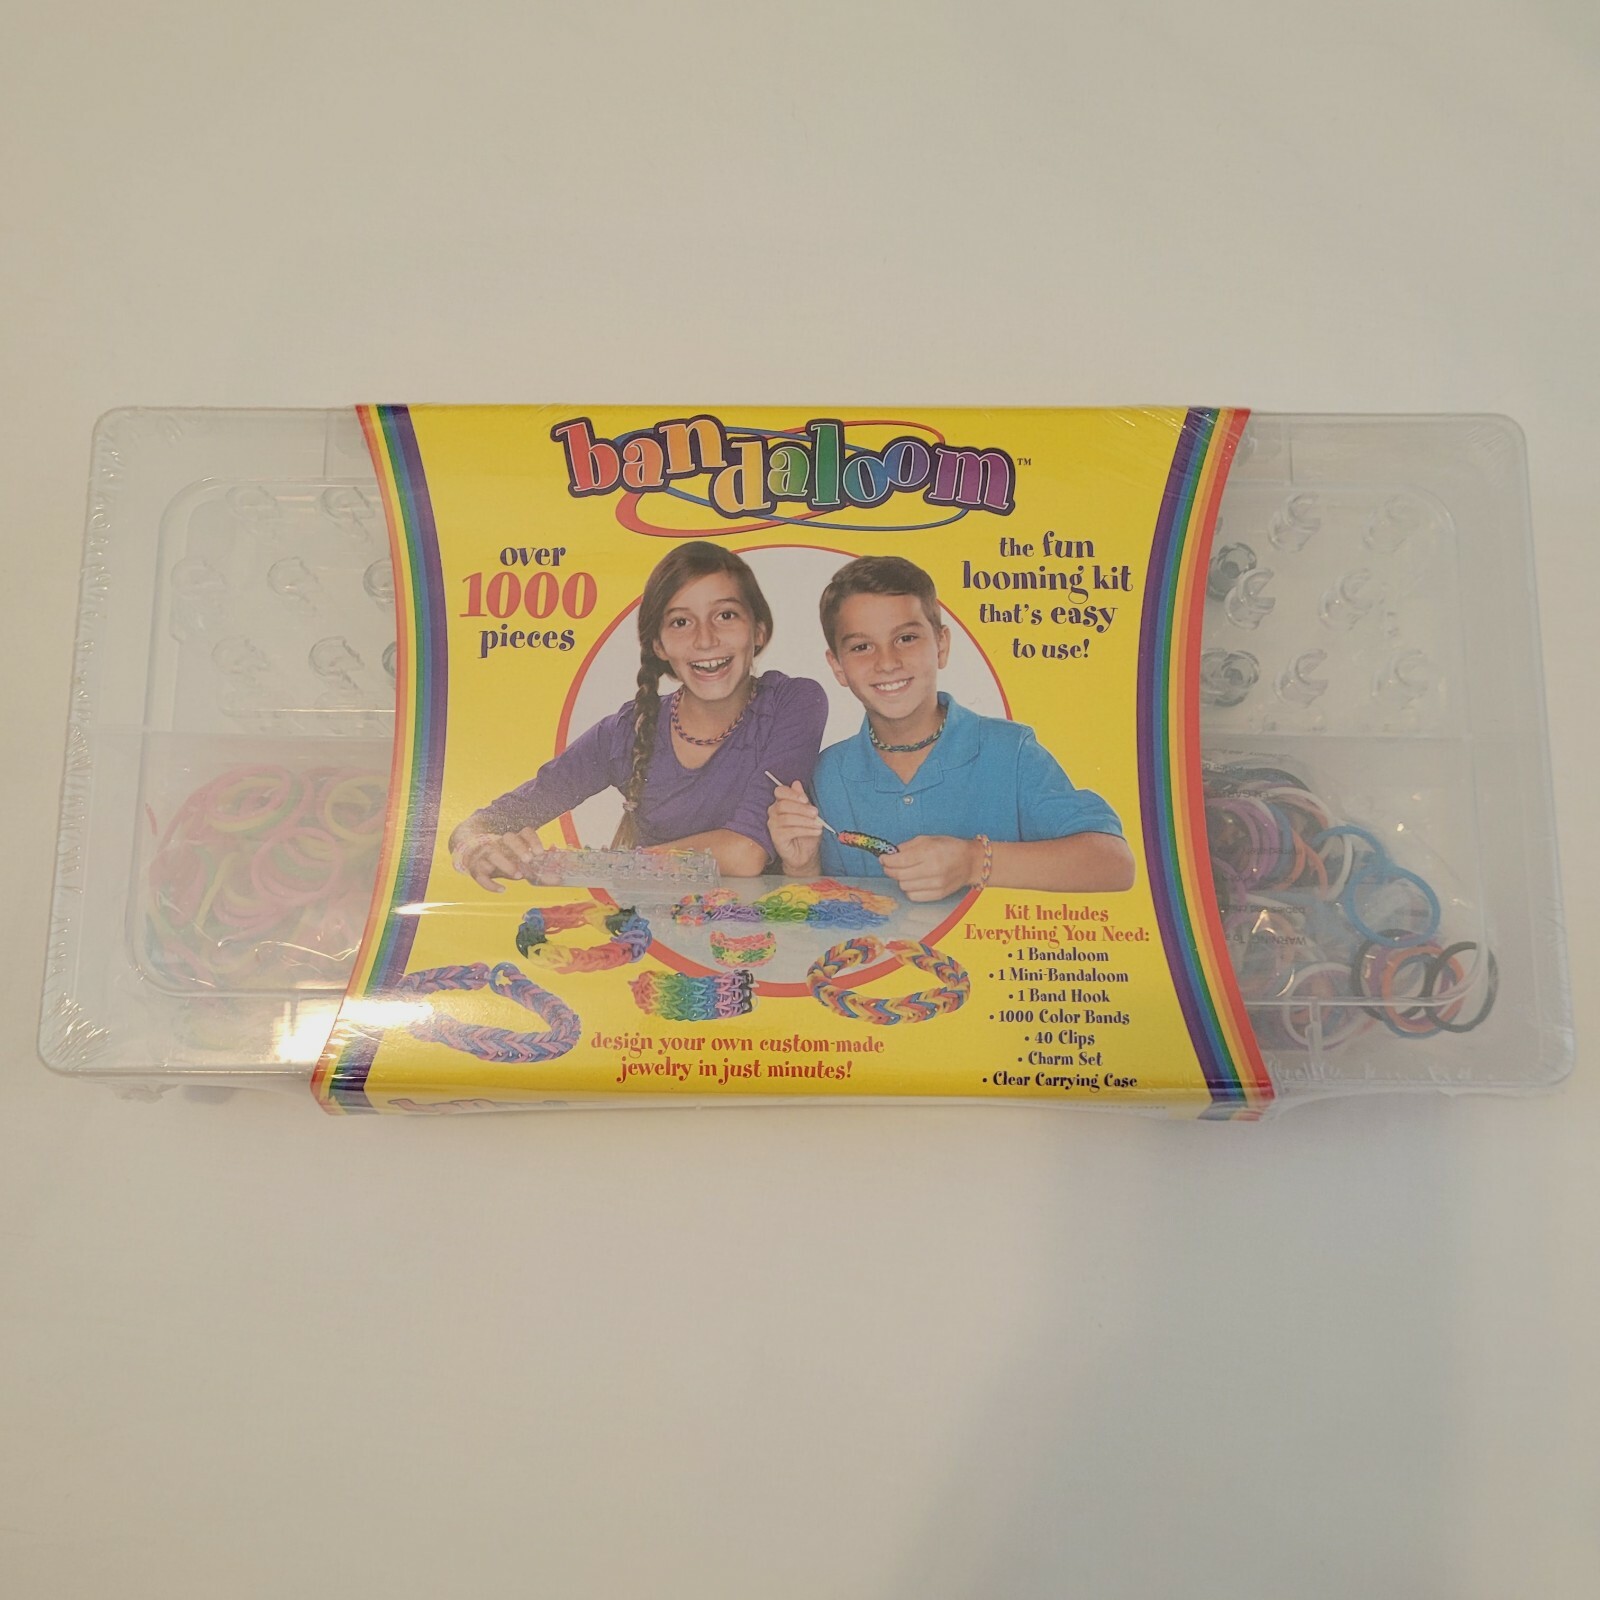 bandaloom™
over
1000
pieces
the fun
looming kit
that's easy
to use!
Kit Includes
Everything You Need:
• 1 Bandaloom
• 1 Mini-Bandaloom
• 1 Band Hook
• 1000 Color Bands
• 40 Clips
• Charm Set
• Clear Carrying Case
design your own custom-made
jewelry in just minutes!